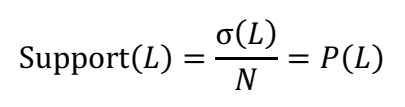 Support(L) = σ(L) / N = P(L)